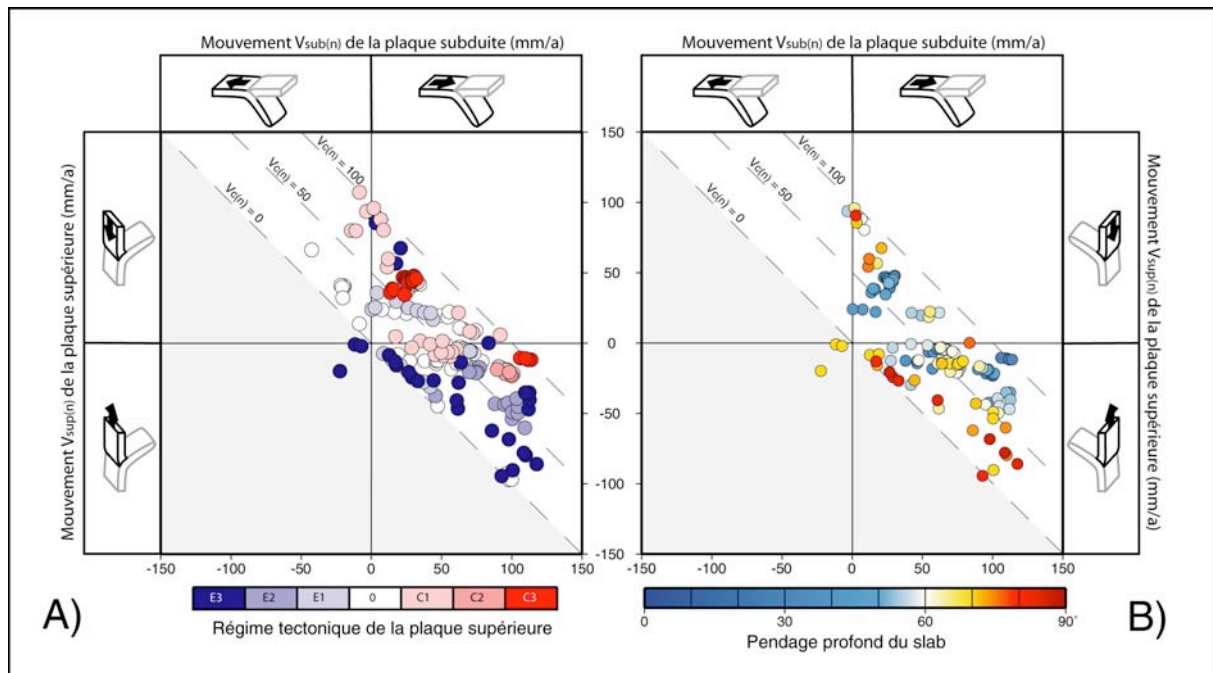 Mouvement Vsub(n) de la plaque subduite (mm/a)
Mouvement Vsub(n) de la plaque subduite (mm/a)
Mouvement Vsup(n) de la plaque supérieure (mm/a)
Vc(n) = 100
Vc(n) = 50
Vc(n) = 0
150
100
50
0
-50
-100
-150
Vc(n) = 100
Vc(n) = 50
Vc(n) = 0
Mouvement Vsup(n) de la plaque supérieure (mm/a)
-150 -100 -50 0 50 100 150
-150 -100 -50 0 50 100 150
A)
E3 E2 E1 0 C1 C2 C3
Régime tectonique de la plaque supérieure
0 30 60 90°
Pendage profond du slab
B)